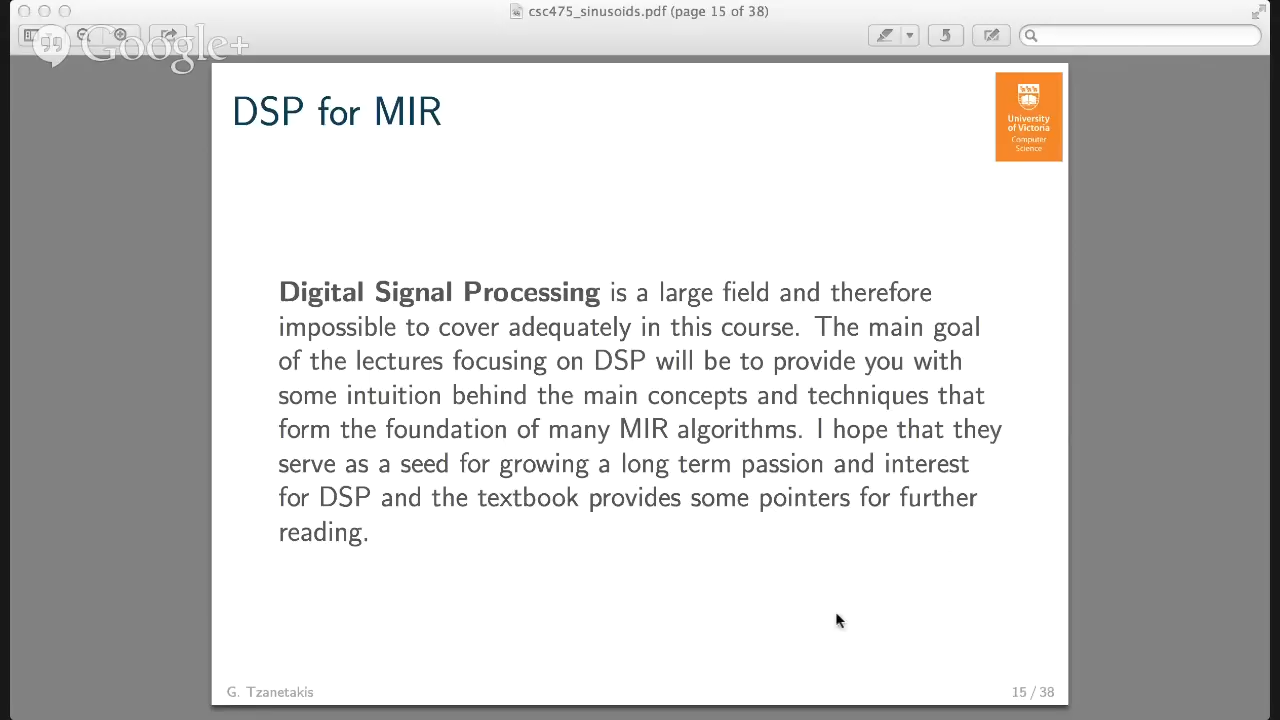 csc475_sinusoids.pdf (page 15 of 38)
Google+
DSP for MIR
University
of Victoria
Computer
Science
Digital Signal Processing is a large field and therefore
impossible to cover adequately in this course. The main goal
of the lectures focusing on DSP will be to provide you with
some intuition behind the main concepts and techniques that
form the foundation of many MIR algorithms. I hope that they
serve as a seed for growing a long term passion and interest
for DSP and the textbook provides some pointers for further
reading.
G. Tzanetakis
15 / 38